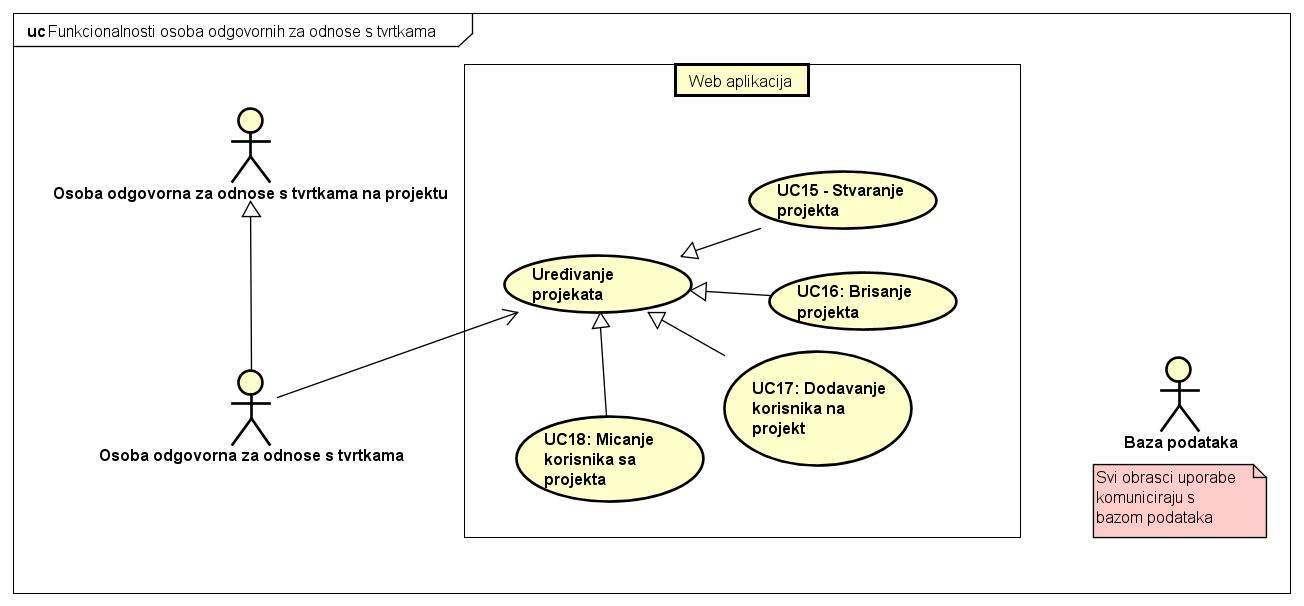 uc Funkcionalnosti osoba odgovornih za odnose s tvrtkama
Web aplikacija
Osoba odgovorna za odnose s tvrtkama na projektu
UC15 - Stvaranje
projekta
Uređivanje
projekata
UC16: Brisanje
projekta
UC17: Dodavanje
korisnika na
projekt
UC18: Micanje
korisnika sa
projekta
Osoba odgovorna za odnose s tvrtkama
Baza podataka
Svi obrasci uporabe
komuniciraju s
bazom podataka